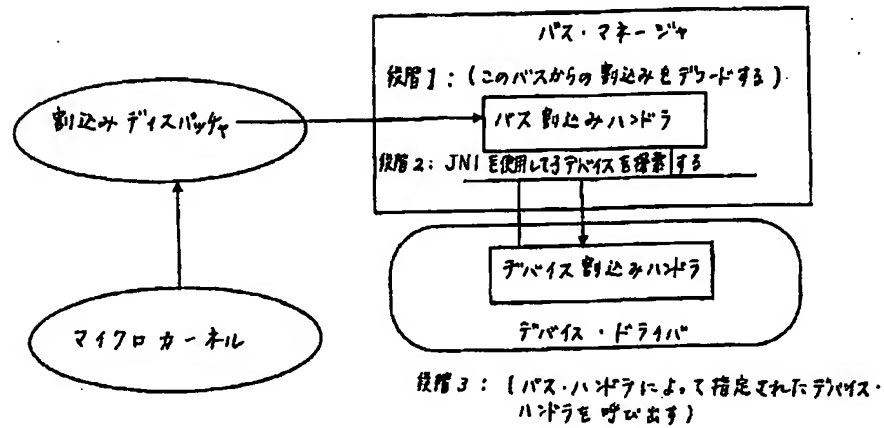 バス・マネージャ
段階1:(このバスからの割込みをデコードする)
割込みディスパッチャ
バス割込みハンドラ
段階2:JNIを使用して子デバイスを探索する
デバイス割込みハンドラ
マイクロカーネル
デバイス・ドライバ
段階3:(バス・ハンドラによって指定されたデバイス・
ハンドラを呼び出す)